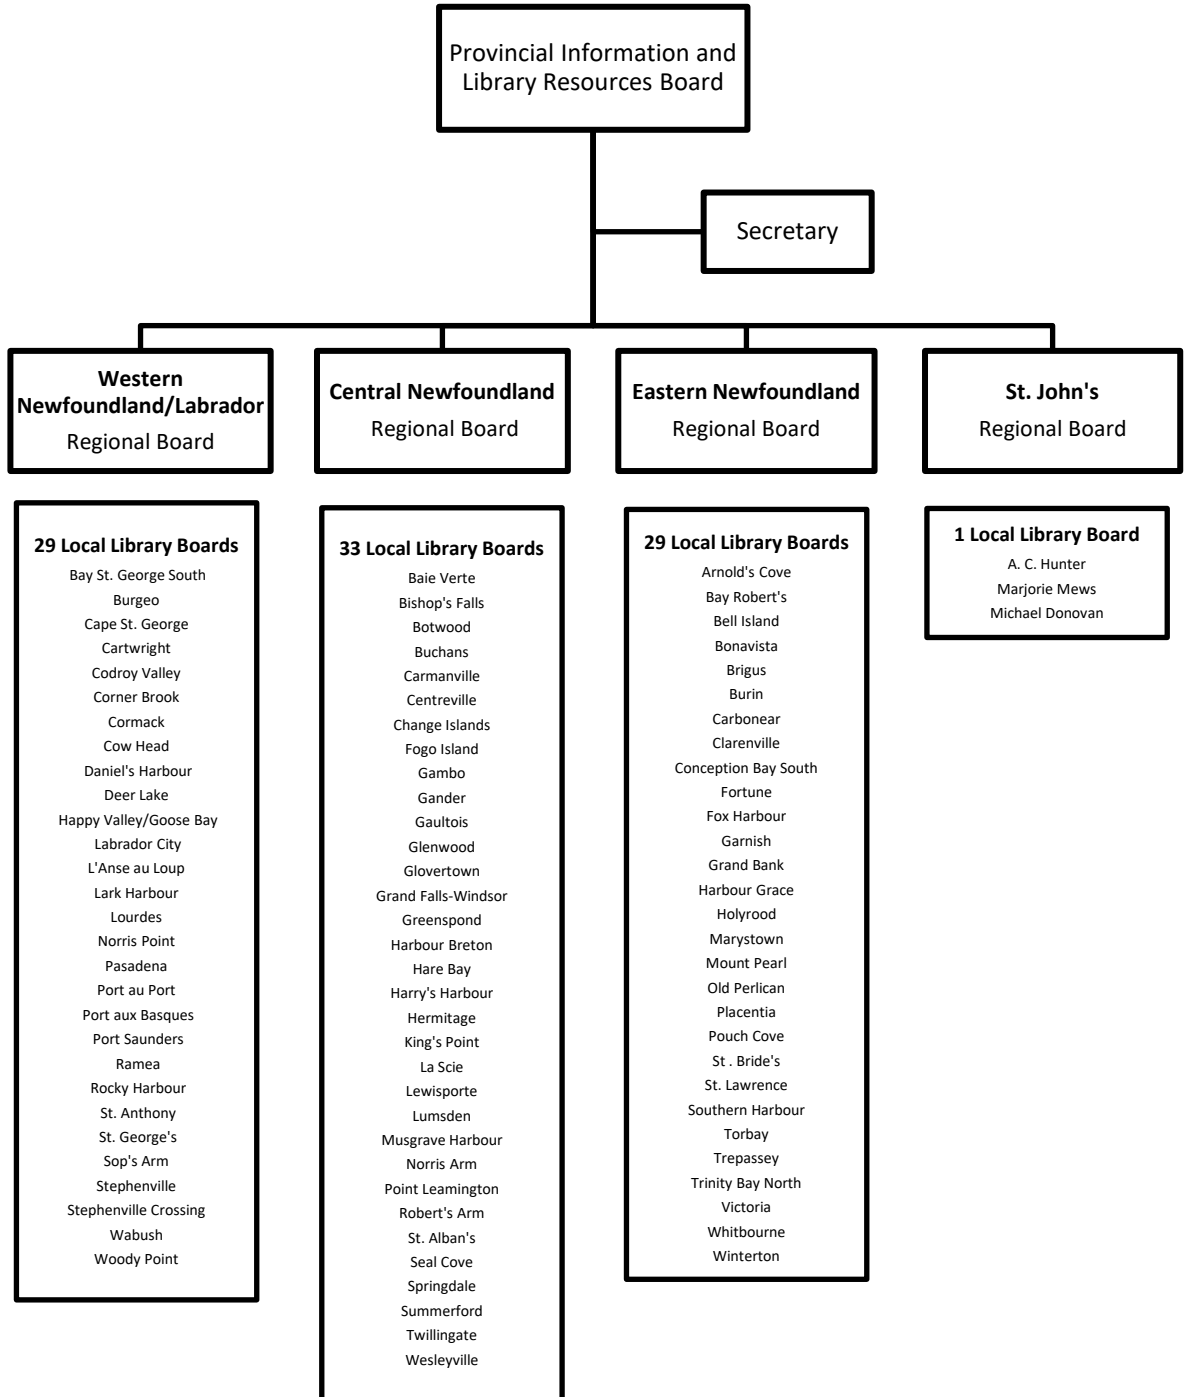 Provincial Information and
Library Resources Board
Secretary
Western
Newfoundland/Labrador
Regional Board
Central Newfoundland
Regional Board
Eastern Newfoundland
Regional Board
St. John's
Regional Board
29 Local Library Boards
Bay St. George South
Burgeo
Cape St. George
Cartwright
Codroy Valley
Corner Brook
Cormack
Cow Head
Daniel's Harbour
Deer Lake
Happy Valley/Goose Bay
Labrador City
L'Anse au Loup
Lark Harbour
Lourdes
Norris Point
Pasadena
Port au Port
Port aux Basques
Port Saunders
Ramea
Rocky Harbour
St. Anthony
St. George's
Sop's Arm
Stephenville
Stephenville Crossing
Wabush
Woody Point
33 Local Library Boards
Baie Verte
Bishop's Falls
Botwood
Buchans
Carmanville
Centreville
Change Islands
Fogo Island
Gambo
Gander
Gaultois
Glenwood
Glovertown
Grand Falls-Windsor
Greenspond
Harbour Breton
Hare Bay
Harry's Harbour
Hermitage
King's Point
La Scie
Lewisporte
Lumsden
Musgrave Harbour
Norris Arm
Point Leamington
Robert's Arm
St. Alban's
Seal Cove
Springdale
Summerford
Twillingate
Wesleyville
29 Local Library Boards
Arnold's Cove
Bay Robert's
Bell Island
Bonavista
Brigus
Burin
Carbonear
Clarenville
Conception Bay South
Fortune
Fox Harbour
Garnish
Grand Bank
Harbour Grace
Holyrood
Marystown
Mount Pearl
Old Perlican
Placentia
Pouch Cove
St . Bride's
St. Lawrence
Southern Harbour
Torbay
Trepassey
Trinity Bay North
Victoria
Whitbourne
Winterton
1 Local Library Board
A. C. Hunter
Marjorie Mews
Michael Donovan